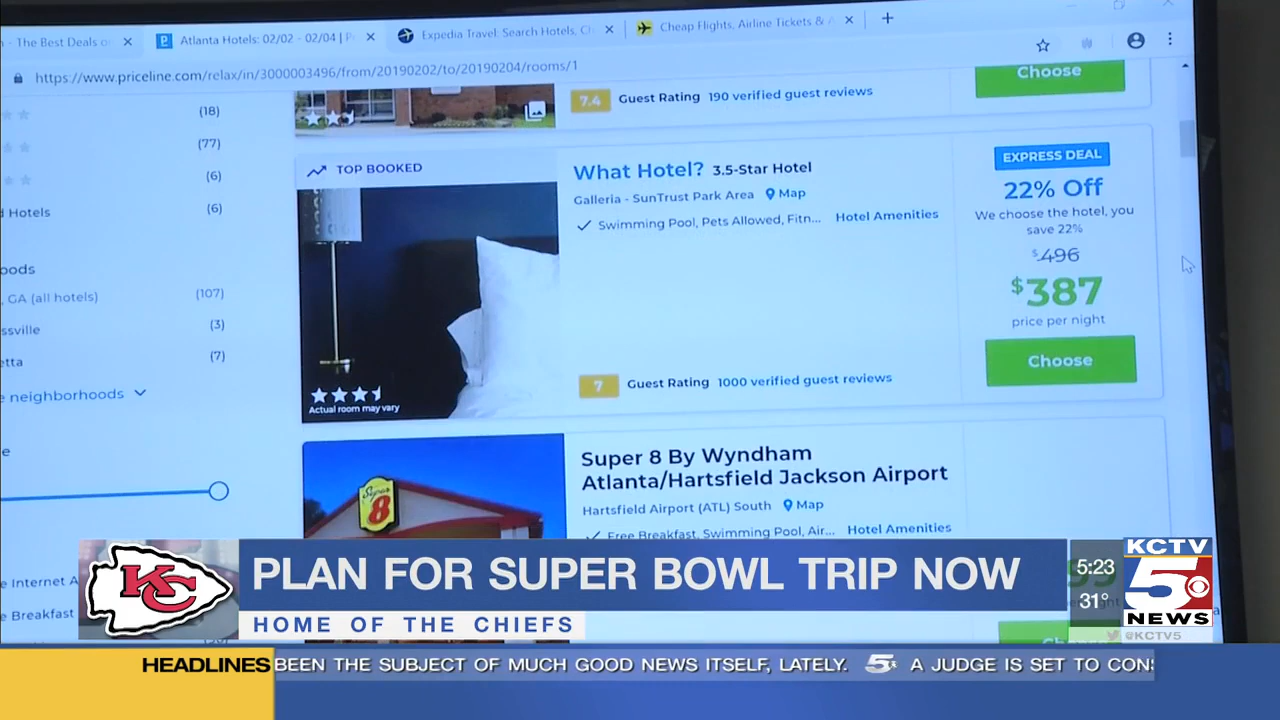 - The Best Deals o
Atlanta Hotels: 02/02 - 02/04 | P
Expedia Travel: Search Hotels, Ch
Cheap Flights, Airline Tickets & A
https://www.priceline.com/relax/in/3000003496/from/20190202/to/20190204/rooms/1
(18)
(77)
(6)
d Hotels (6)
oods
, GA (all hotels) (107)
ssville (3)
etta (7)
e neighborhoods
e
e Internet A
e Breakfast
7.4 Guest Rating 190 verified guest reviews
Choose
TOP BOOKED
Actual room may vary
What Hotel? 3.5-Star Hotel
Galleria - SunTrust Park Area Map
Swimming Pool, Pets Allowed, Fitn... Hotel Amenities
7 Guest Rating 1000 verified guest reviews
EXPRESS DEAL
22% Off
We choose the hotel, you
save 22%
$496
$387
price per night
Choose
Super 8
Super 8 By Wyndham
Atlanta/Hartsfield Jackson Airport
Hartsfield Airport (ATL) South Map
Free Breakfast, Swimming Pool, Air... Hotel Amenities
KC
PLAN FOR SUPER BOWL TRIP NOW
HOME OF THE CHIEFS
5:23
31°
KCTV
5
NEWS
@KCTV5
HEADLINES BEEN THE SUBJECT OF MUCH GOOD NEWS ITSELF, LATELY. 5 A JUDGE IS SET TO CON